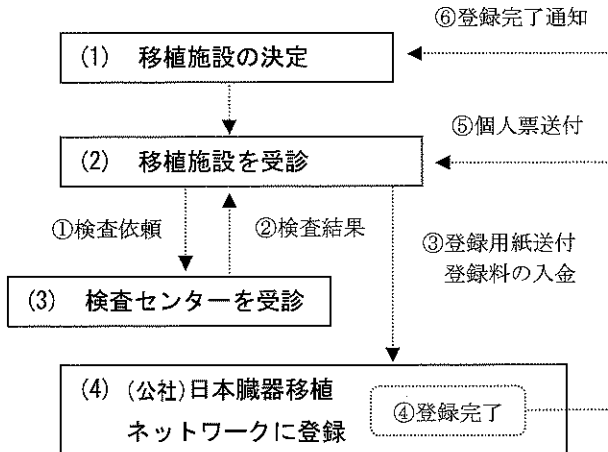 ⑥登録完了通知
(1) 移植施設の決定
⑤個人票送付
(2) 移植施設を受診
①検査依頼
②検査結果
③登録用紙送付
登録料の入金
(3) 検査センターを受診
(4) (公社)日本臓器移植
ネットワークに登録
④登録完了